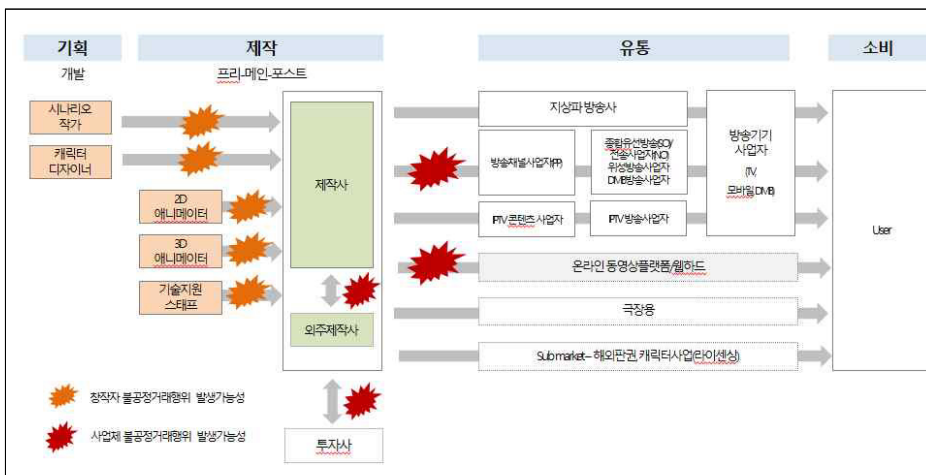 기획
제작
유통
소비
개발
프리-메인-포스트
시나리오
작가
캐릭터
디자이너
2D
애니메이터
3D
애니메이터
기술지원
스태프
제작사
외주제작사
투자사
지상파 방송사
방송채널사업자(PP)
종합유선방송(SO)/
전송사업자(NO)
위성방송사업자
DMB방송사업자
IPTV 콘텐츠 사업자
IPTV 방송사업자
방송기기
사업자
(TV,
모바일,DMB)
온라인 동영상플랫폼/웹하드
극장용
Sub market – 해외판권, 캐릭터사업(라이센싱)
User
창작자 불공정거래행위 발생가능성
사업체 불공정거래행위 발생가능성